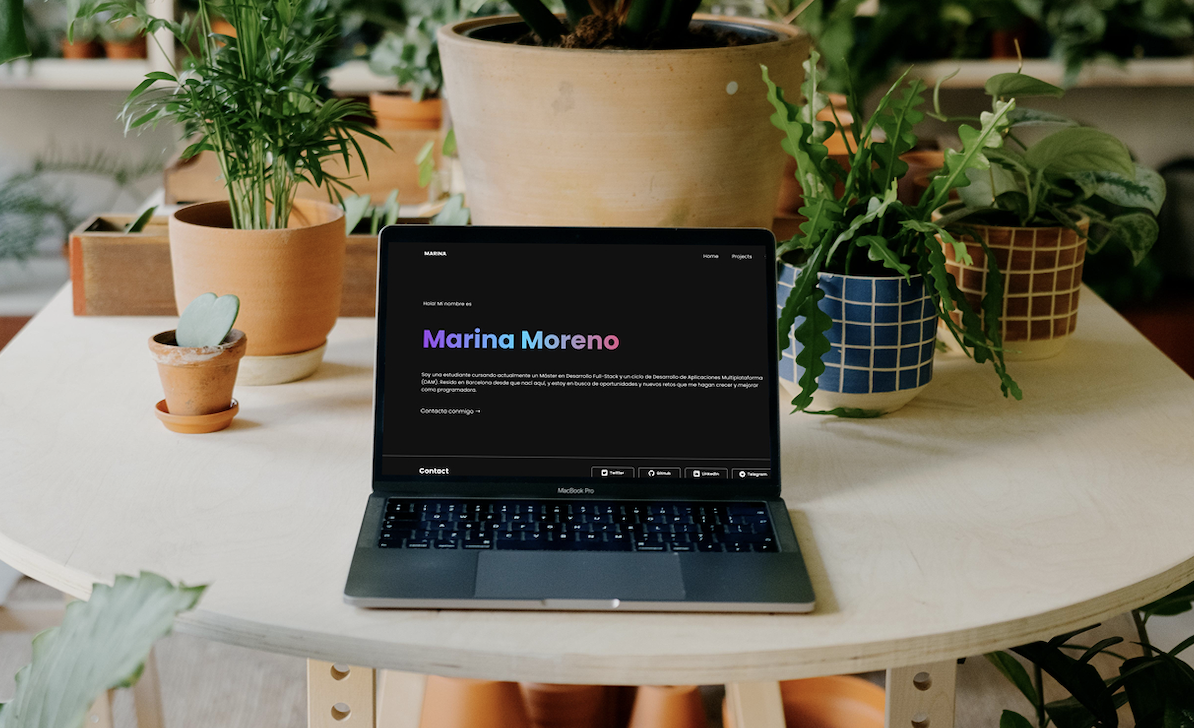 MARINA
Home Projects
Hola! Mi nombre es
Marina Moreno
Soy una estudiante cursando actualmente un Máster en Desarrollo Full-Stack y un ciclo de Desarrollo de Aplicaciones Multiplataforma
(DAM). Resido en Barcelona desde que nací aquí, y estoy en busca de oportunidades y nuevos retos que me hagan crecer y mejorar
como programadora.
Contacta conmigo →
Contact
Twitter GitHub LinkedIn Telegram
MacBook Pro